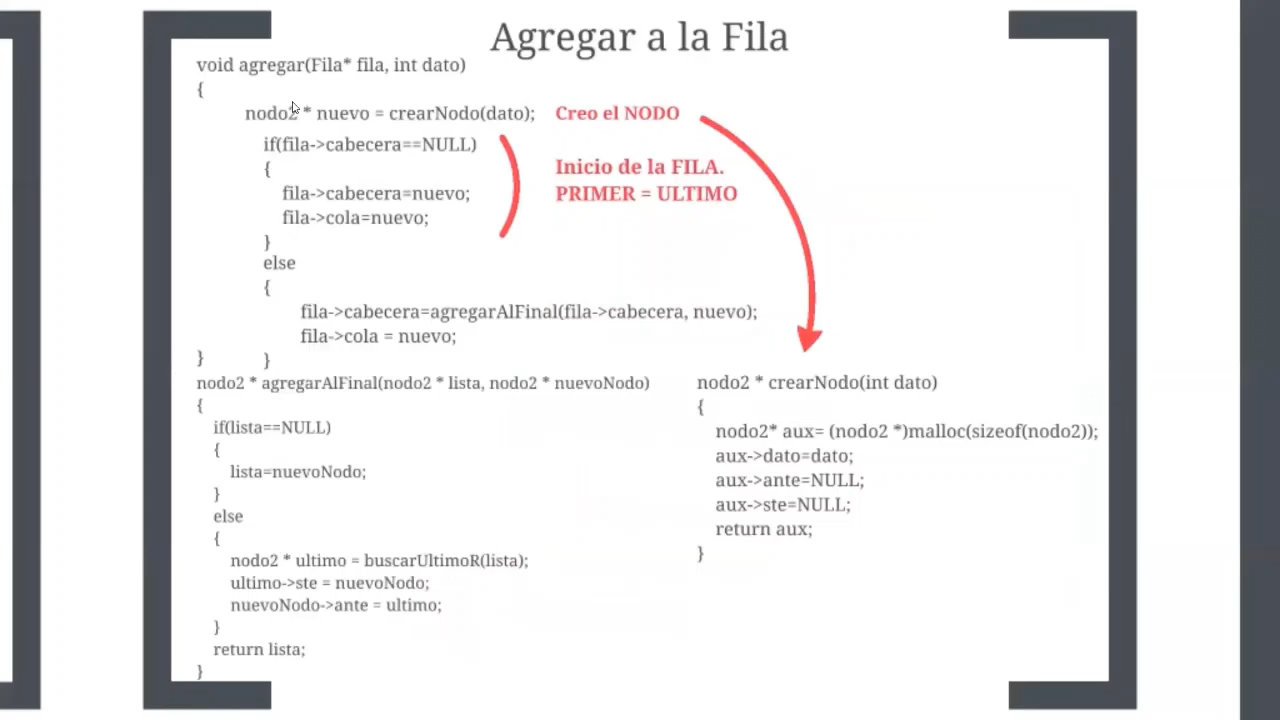 Agregar a la Fila
void agregar(Fila* fila, int dato)
{
nodo2 * nuevo = crearNodo(dato);
Creo el NODO
if(fila->cabecera==NULL)
{
fila->cabecera=nuevo;
fila->cola=nuevo;
}
Inicio de la FILA.
PRIMER = ULTIMO
else
{
fila->cabecera=agregarAlFinal(fila->cabecera, nuevo);
fila->cola = nuevo;
}
}
nodo2 * agregarAlFinal(nodo2 * lista, nodo2 * nuevoNodo)
{
if(lista==NULL)
{
lista=nuevoNodo;
}
else
{
nodo2 * ultimo = buscarUltimoR(lista);
ultimo->ste = nuevoNodo;
nuevoNodo->ante = ultimo;
}
return lista;
}
nodo2 * crearNodo(int dato)
{
nodo2* aux= (nodo2 *)malloc(sizeof(nodo2));
aux->dato=dato;
aux->ante=NULL;
aux->ste=NULL;
return aux;
}